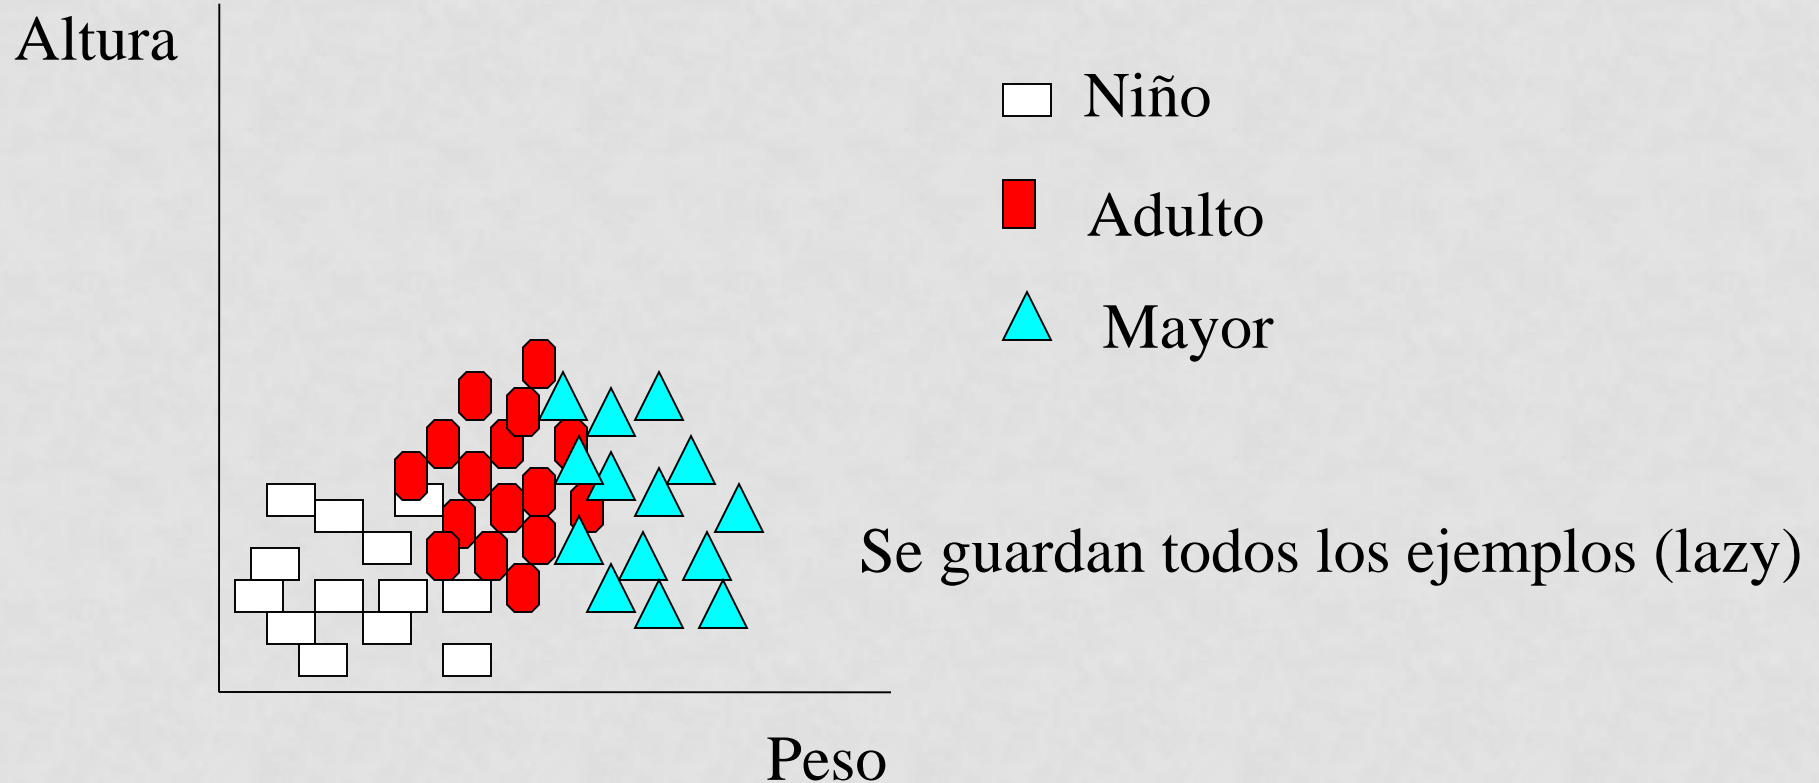 Altura
Niño
Adulto
Mayor
Se guardan todos los ejemplos (lazy)
Peso